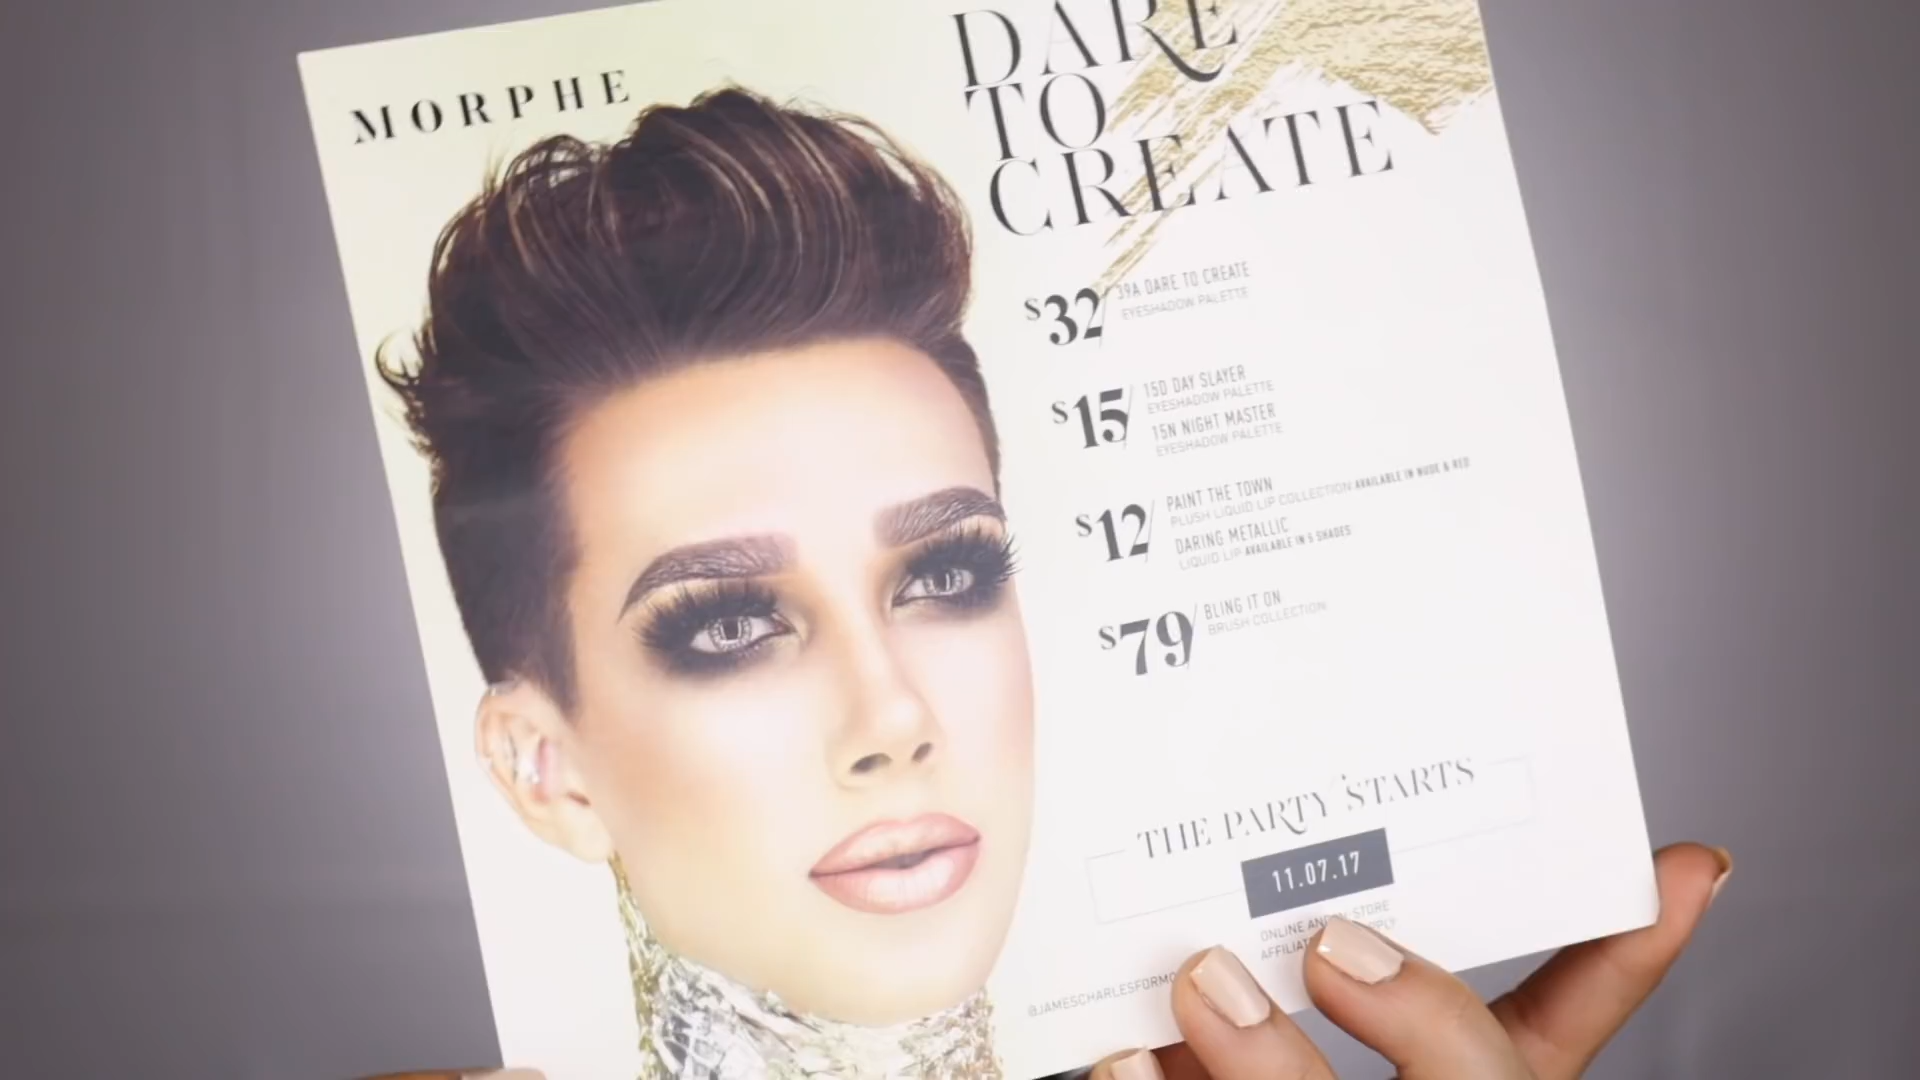 MORPHE
DARE
TO
CREATE
$32/ 39A DARE TO CREATE
EYESHADOW PALETTE
$15/ 15D DAY SLAYER
EYESHADOW PALETTE
15N NIGHT MASTER
EYESHADOW PALETTE
$12/ PAINT THE TOWN
PLUSH LIQUID LIP COLLECTION AVAILABLE IN NUDE & RED
DARING METALLIC
LIQUID LIP AVAILABLE IN 6 SHADES
$79/ BLING IT ON
BRUSH COLLECTION
THE PARTY STARTS
11.07.17
ONLINE AND IN-STORE